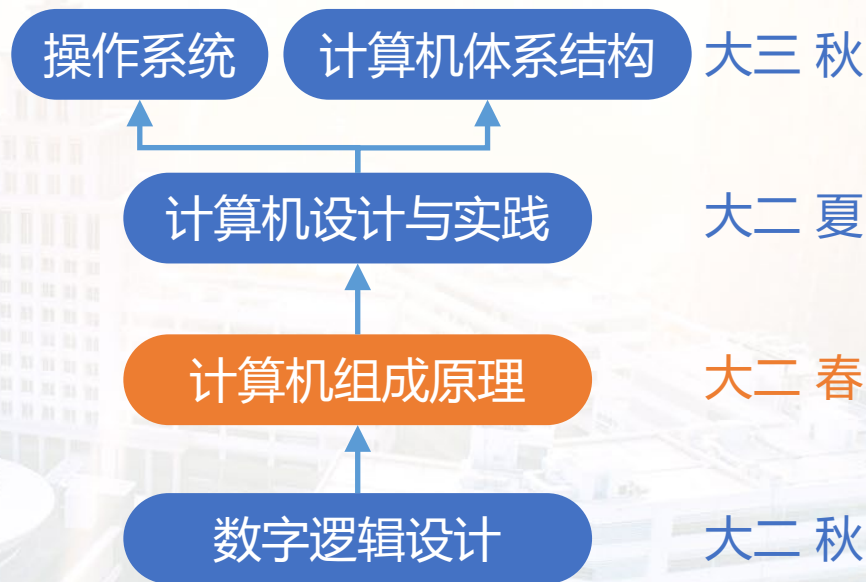 操作系统 计算机体系结构 大三 秋
计算机设计与实践 大二 夏
计算机组成原理 大二 春
数字逻辑设计 大二 秋